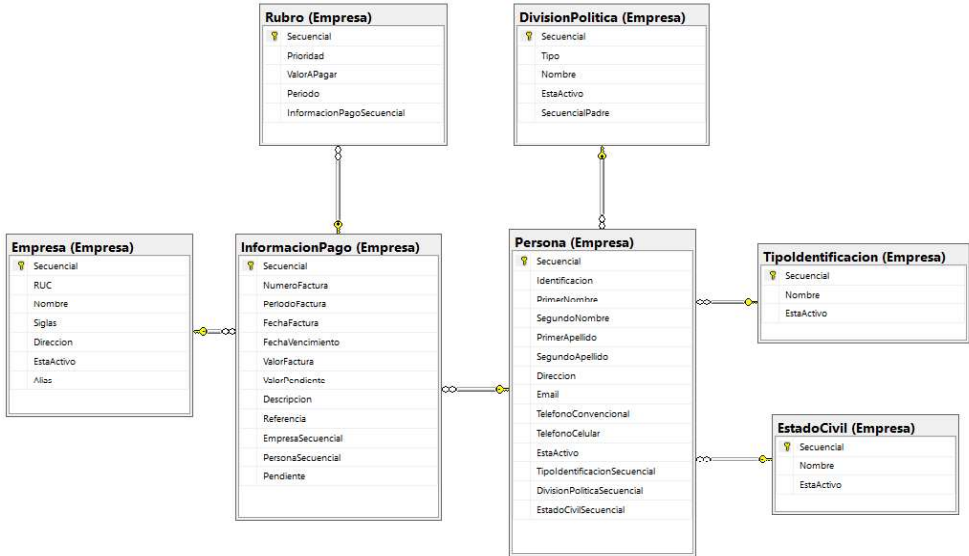 Rubro (Empresa)
Secuencial
Prioridad
ValorAPagar
Periodo
InformacionPagoSecuencial
DivisionPolitica (Empresa)
Secuencial
Tipo
Nombre
EstaActivo
SecuencialPadre
Empresa (Empresa)
Secuencial
RUC
Nombre
Siglas
Direccion
EstaActivo
Alias
InformacionPago (Empresa)
Secuencial
NumeroFactura
PeriodoFactura
FechaFactura
FechaVencimiento
ValorFactura
ValorPendiente
Descripcion
Referencia
EmpresaSecuencial
PersonaSecuencial
Pendiente
Persona (Empresa)
Secuencial
Identificacion
PrimerNombre
SegundoNombre
PrimerApellido
SegundoApellido
Direccion
Email
TelefonoConvencional
TelefonoCelular
EstaActivo
TipoIdentificacionSecuencial
DivisionPoliticaSecuencial
EstadoCivilSecuencial
TipoIdentificacion (Empresa)
Secuencial
Nombre
EstaActivo
EstadoCivil (Empresa)
Secuencial
Nombre
EstaActivo